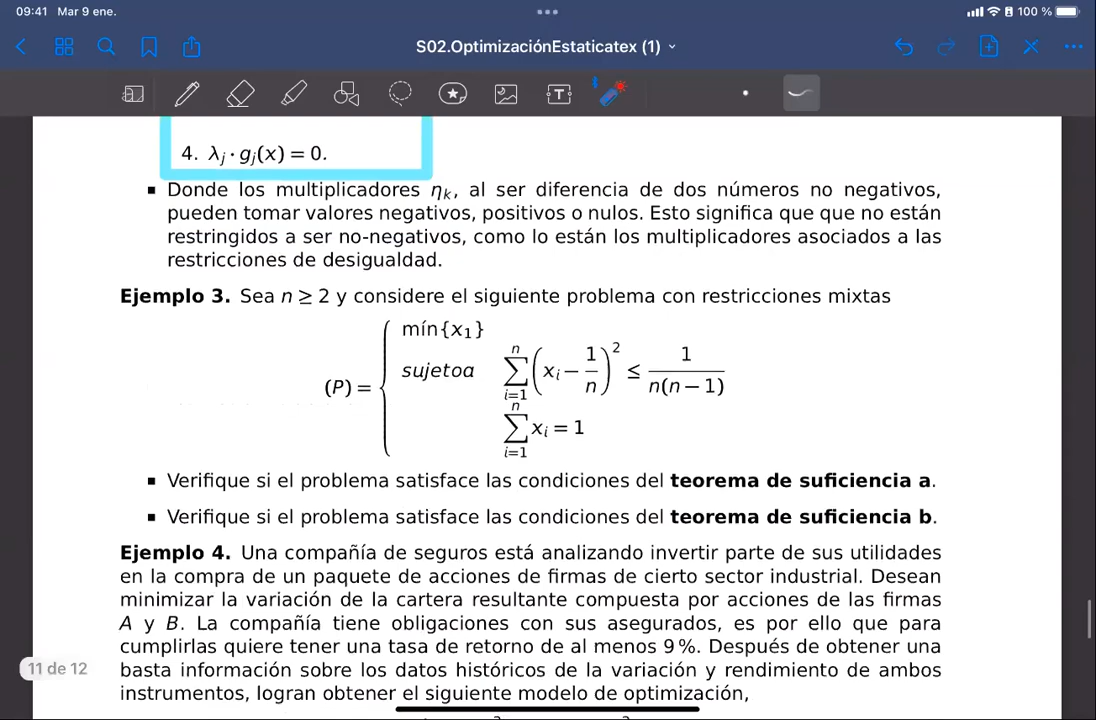 09:41 Mar 9 ene.
100 %
S02.OptimizaciónEstaticatex (1)
4. λj · gj(x) = 0.
▪ Donde los multiplicadores ηk, al ser diferencia de dos números no negativos,
pueden tomar valores negativos, positivos o nulos. Esto significa que que no están
restringidos a ser no-negativos, como lo están los multiplicadores asociados a las
restricciones de desigualdad.
Ejemplo 3. Sea n ≥ 2 y considere el siguiente problema con restricciones mixtas
mín{x1}
(P) = { sujetoa ∑_{i=1}^{n} (xi − 1/n)^2 ≤ 1/(n(n − 1))
∑_{i=1}^{n} xi = 1
▪ Verifique si el problema satisface las condiciones del teorema de suficiencia a.
▪ Verifique si el problema satisface las condiciones del teorema de suficiencia b.
Ejemplo 4. Una compañía de seguros está analizando invertir parte de sus utilidades
en la compra de un paquete de acciones de firmas de cierto sector industrial. Desean
minimizar la variación de la cartera resultante compuesta por acciones de las firmas
A y B. La compañía tiene obligaciones con sus asegurados, es por ello que para
cumplirlas quiere tener una tasa de retorno de al menos 9 %. Después de obtener una
basta información sobre los datos históricos de la variación y rendimiento de ambos
instrumentos, logran obtener el siguiente modelo de optimización,
11 de 12